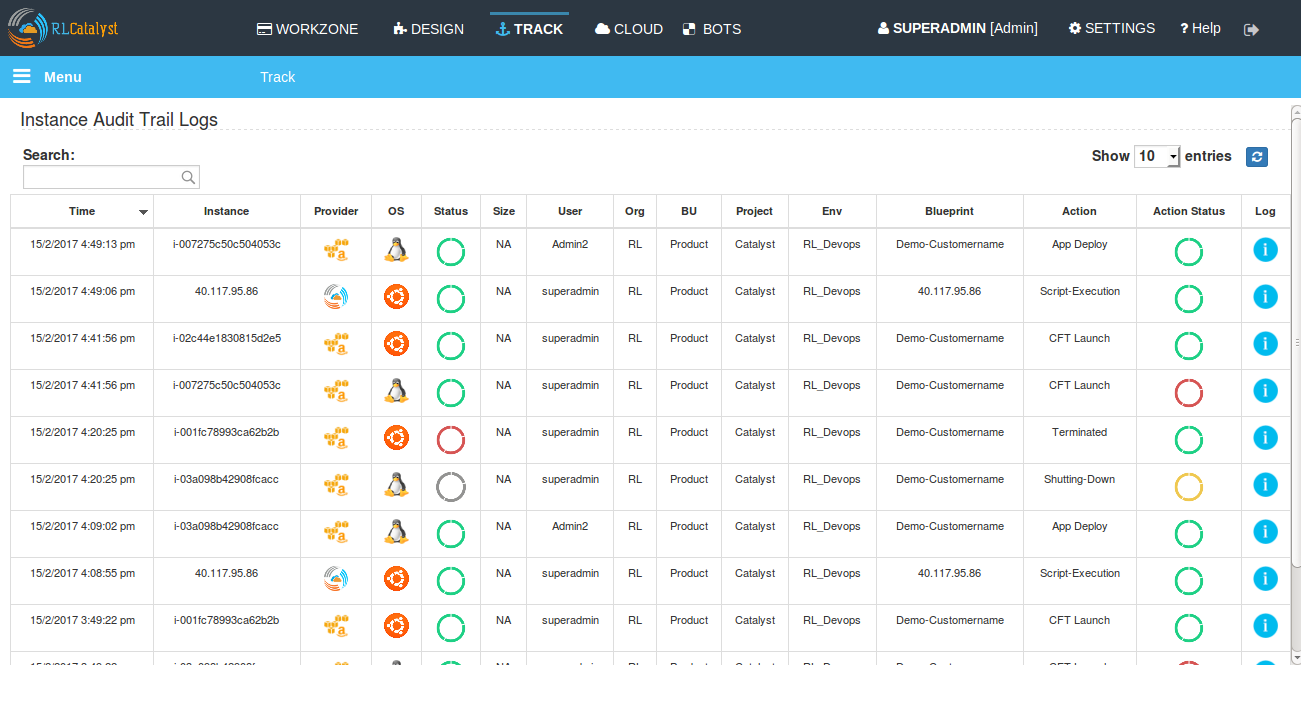 RLCatalyst WORKZONE DESIGN TRACK CLOUD BOTS SUPERADMIN [Admin] SETTINGS ? Help
Menu Track
Instance Audit Trail Logs
Search: Show 10 entries
Time Instance Provider OS Status Size User Org BU Project Env Blueprint Action Action Status Log
15/2/2017 4:49:13 pm i-007275c50c504053c NA Admin2 RL Product Catalyst RL_Devops Demo-Customername App Deploy
15/2/2017 4:49:06 pm 40.117.95.86 NA superadmin RL Product Catalyst RL_Devops 40.117.95.86 Script-Execution
15/2/2017 4:41:56 pm i-02c44e1830815d2e5 NA superadmin RL Product Catalyst RL_Devops Demo-Customername CFT Launch
15/2/2017 4:41:56 pm i-007275c50c504053c NA superadmin RL Product Catalyst RL_Devops Demo-Customername CFT Launch
15/2/2017 4:20:25 pm i-001fc78993ca62b2b NA superadmin RL Product Catalyst RL_Devops Demo-Customername Terminated
15/2/2017 4:20:25 pm i-03a098b42908fcacc NA superadmin RL Product Catalyst RL_Devops Demo-Customername Shutting-Down
15/2/2017 4:09:02 pm i-03a098b42908fcacc NA Admin2 RL Product Catalyst RL_Devops Demo-Customername App Deploy
15/2/2017 4:08:55 pm 40.117.95.86 NA superadmin RL Product Catalyst RL_Devops 40.117.95.86 Script-Execution
15/2/2017 3:49:22 pm i-001fc78993ca62b2b NA superadmin RL Product Catalyst RL_Devops Demo-Customername CFT Launch